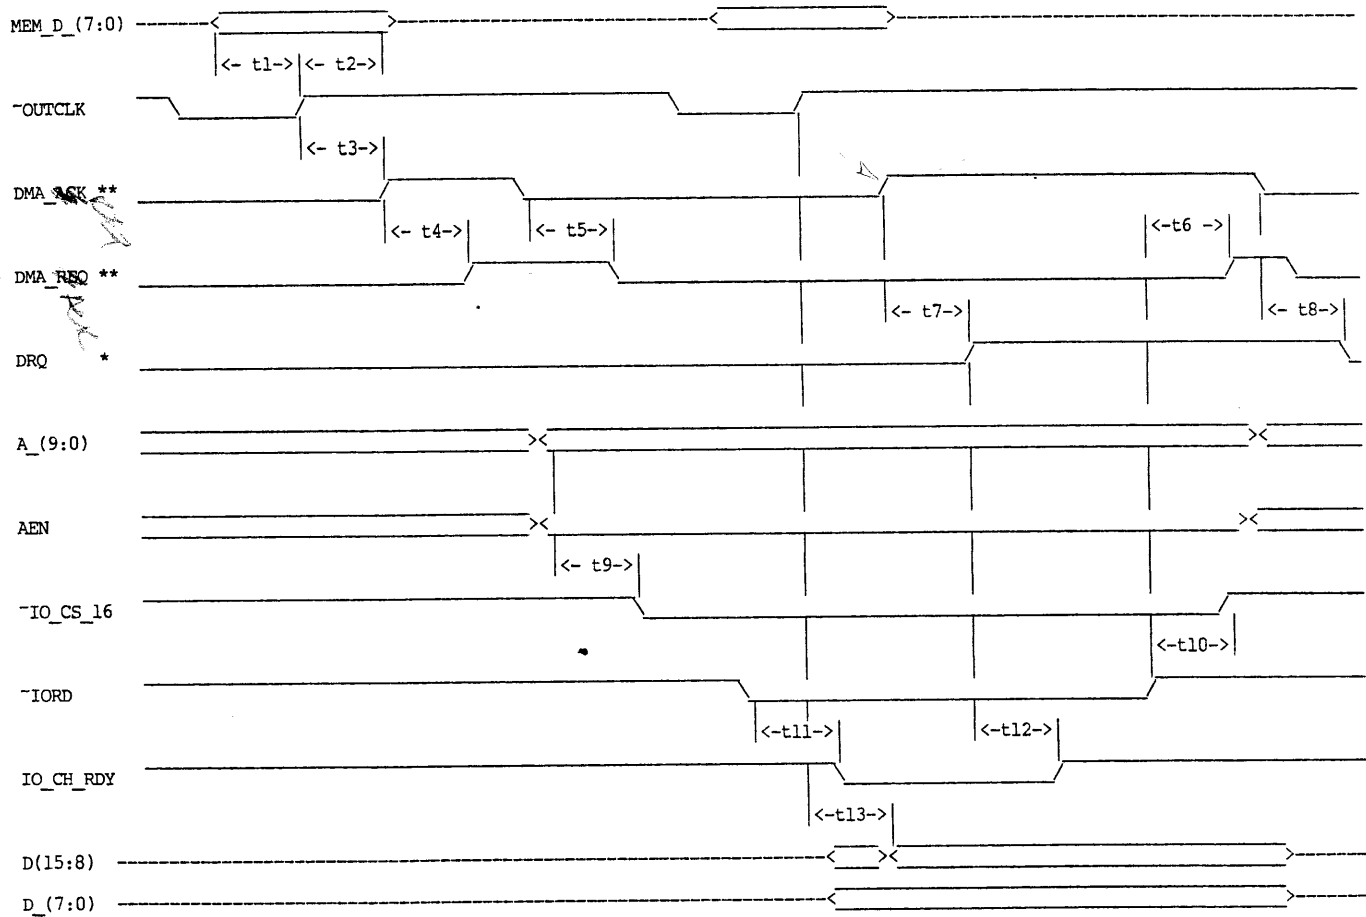 MEM_D_(7:0)
<- t1-> <- t2->
~OUTCLK
<- t3->
DMA_ACK **
<- t4-> <- t5-> <-t6 ->
DMA_REQ **
<- t7-> <- t8->
DRQ *
A_(9:0)
AEN
<- t9->
~IO_CS_16
<-t10->
~IORD
<-t11-> <-t12->
IO_CH_RDY
<-t13->
D(15:8)
D_(7:0)